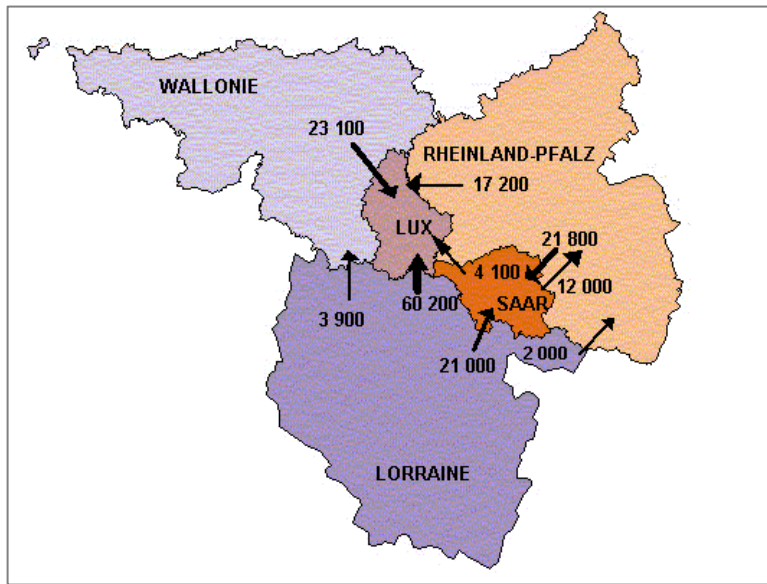 WALLONIE
23 100
RHEINLAND-PFALZ
17 200
LUX
21 800
4 100
12 000
SAAR
60 200
3 900
2 000
21 000
LORRAINE